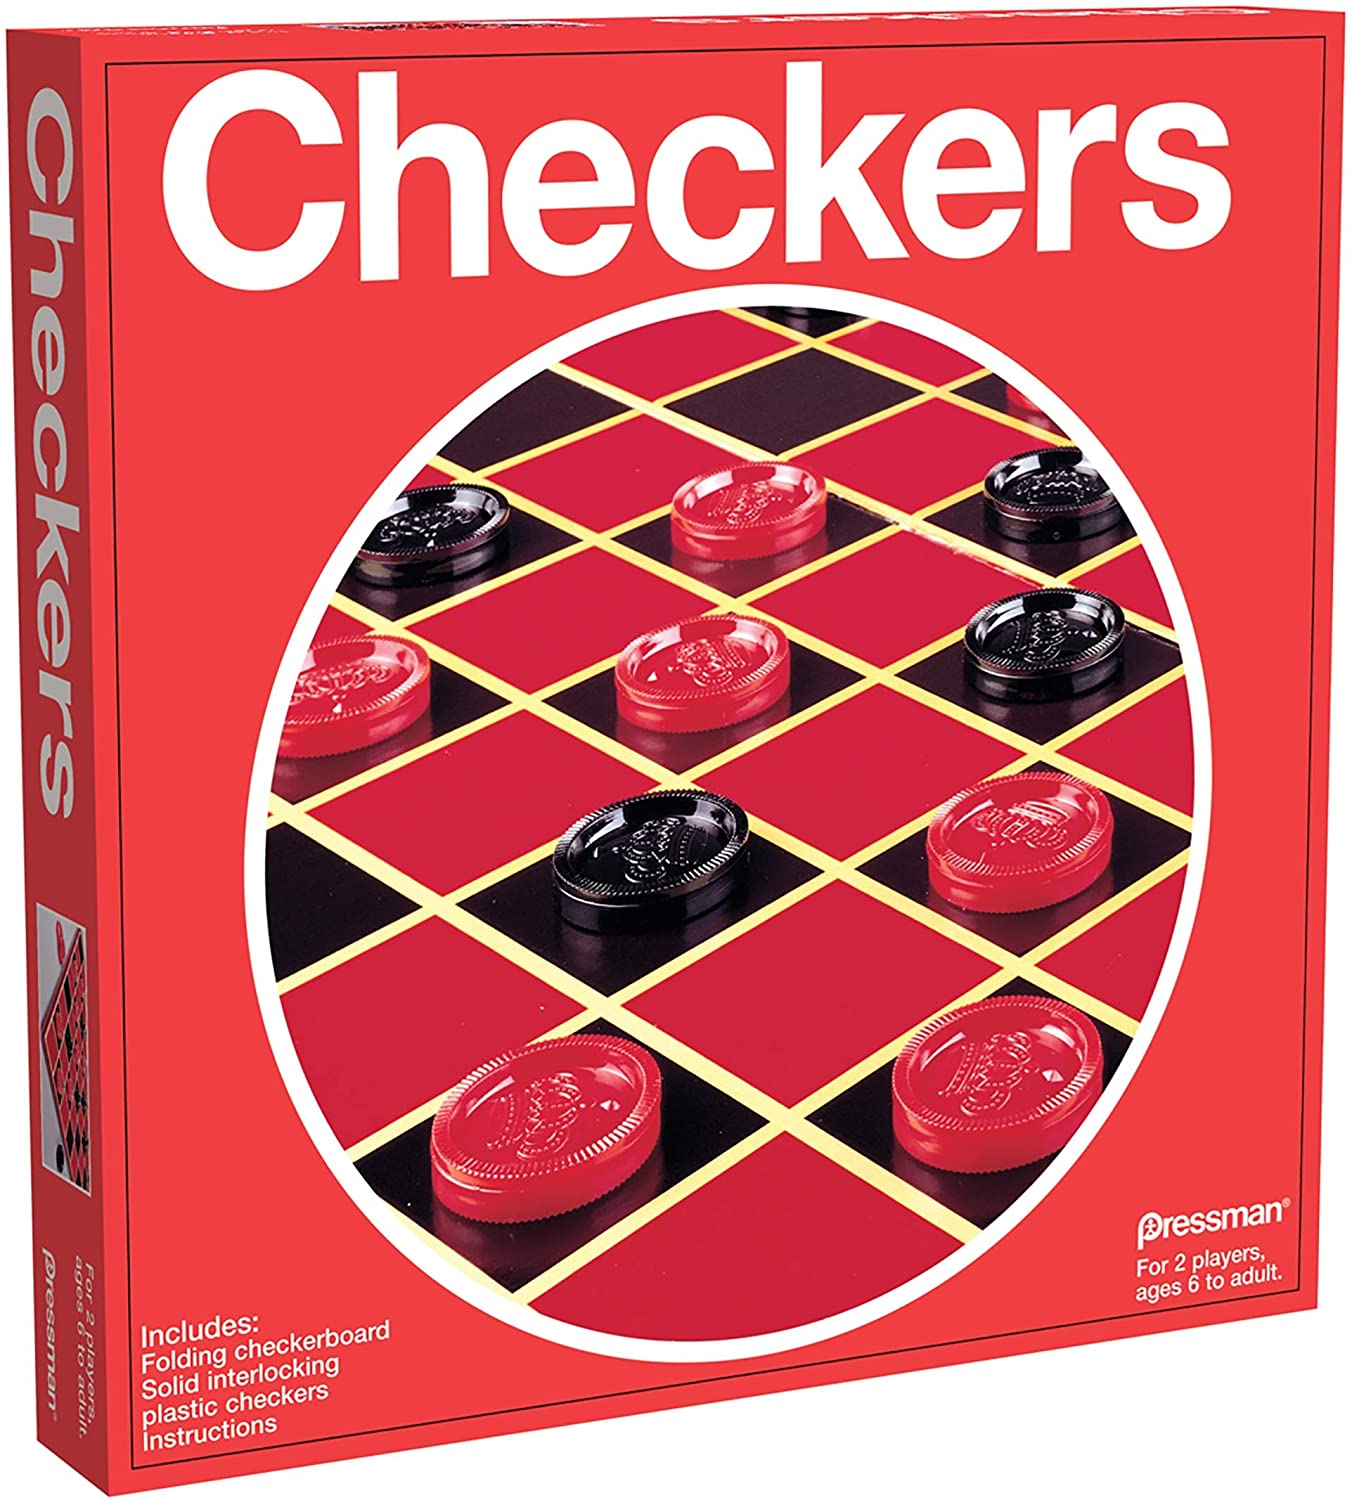 Checkers
Checkers
pressman®
For 2 players,
ages 6 to adult.
Includes:
Folding checkerboard
Solid interlocking
plastic checkers
Instructions
pressman®
For 2 players,
ages 6 to adult.